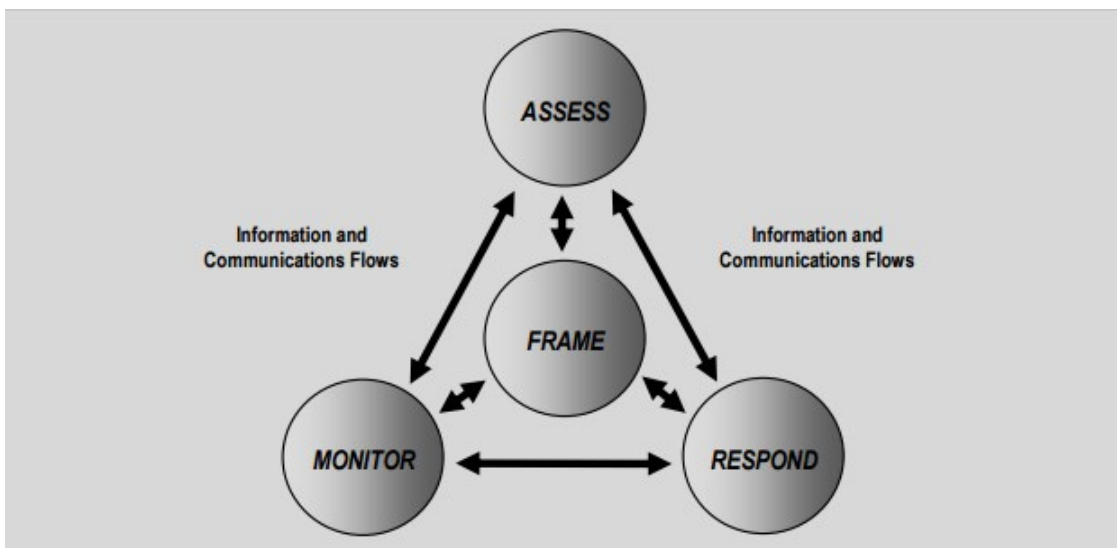 ASSESS
Information and
Communications Flows
Information and
Communications Flows
FRAME
MONITOR
RESPOND